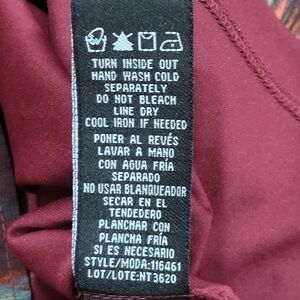 TURN INSIDE OUT
HAND WASH COLD
SEPARATELY
DO NOT BLEACH
LINE DRY
COOL IRON IF NEEDED
PONER AL REVÉS
LAVAR A MANO
CON AGUA FRÍA
SEPARADO
NO USAR BLANQUEADOR
SECAR EN EL
TENDEDERO
PLANCHAR CON
PLANCHA FRÍA
SI ES NECESARIO
STYLE/MODA:116461
LOT/LOTE:NT3620